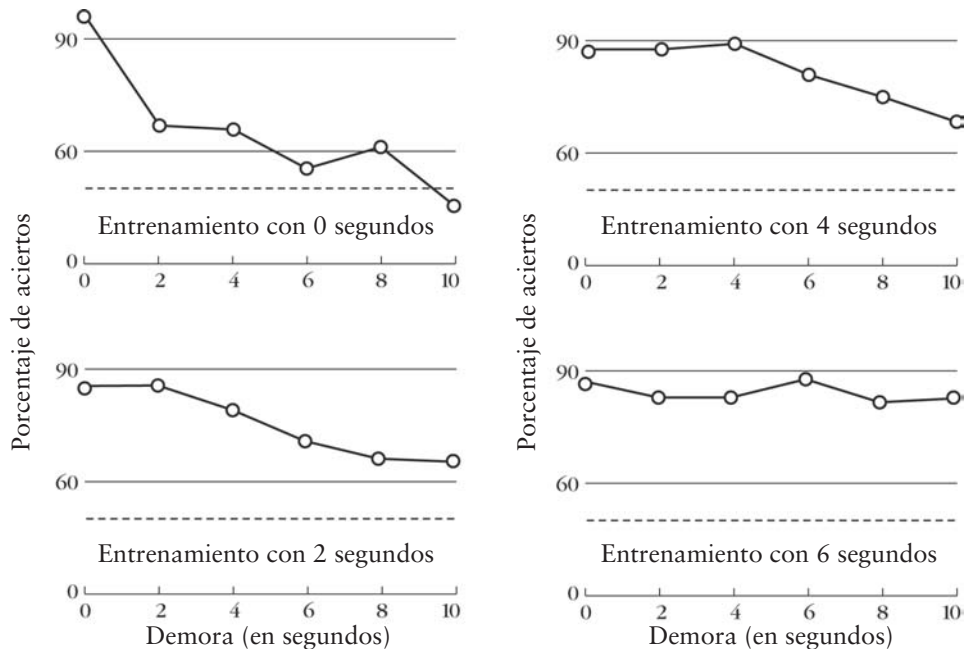 90
60
0
Entrenamiento con 0 segundos
0 2 4 6 8 10
90
60
0
Entrenamiento con 4 segundos
0 2 4 6 8 10
Porcentaje de aciertos
Porcentaje de aciertos
90
60
0
Entrenamiento con 2 segundos
0 2 4 6 8 10
Demora (en segundos)
90
60
0
Entrenamiento con 6 segundos
0 2 4 6 8 10
Demora (en segundos)